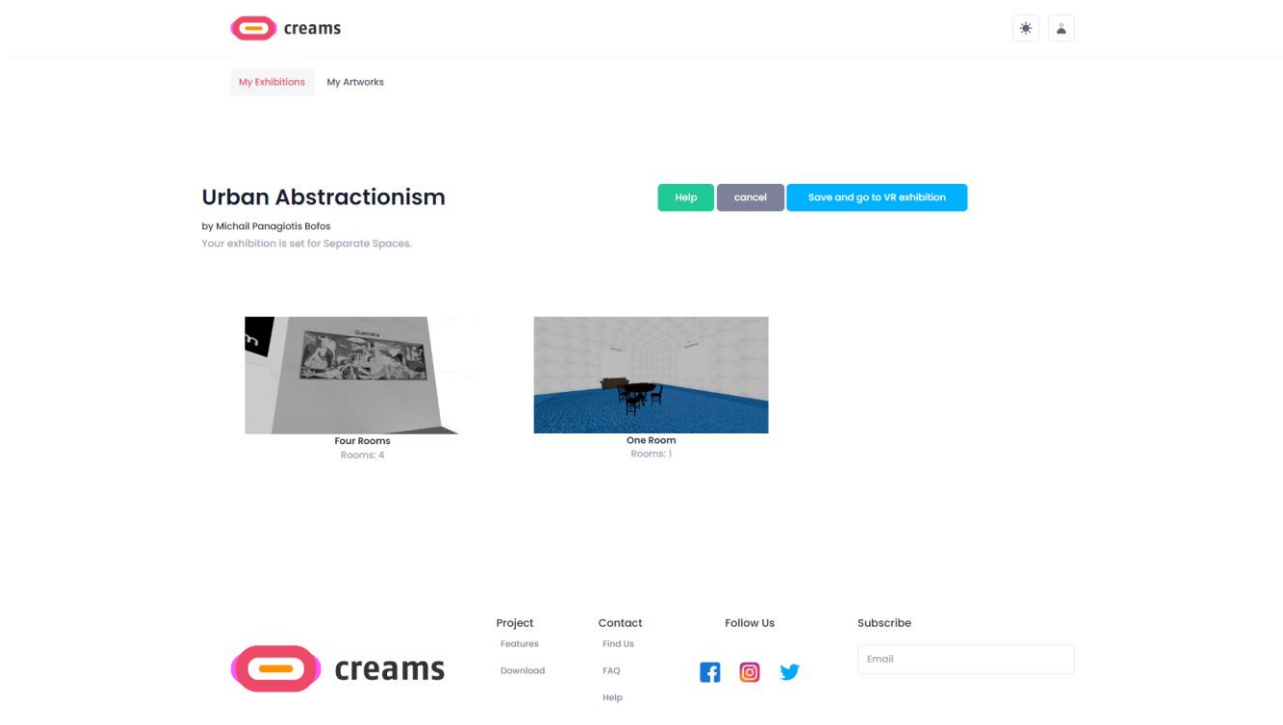 creams
My Exhibitions
My Artworks
Urban Abstractionism
Help
cancel
Save and go to VR exhibition
by Michail Panagiotis Bofos
Your exhibition is set for Separate Spaces.
Guernica
Four Rooms
Rooms: 4
One Room
Rooms: 1
creams
Project
Features
Download
Contact
Find Us
FAQ
Help
Follow Us
Subscribe
Email